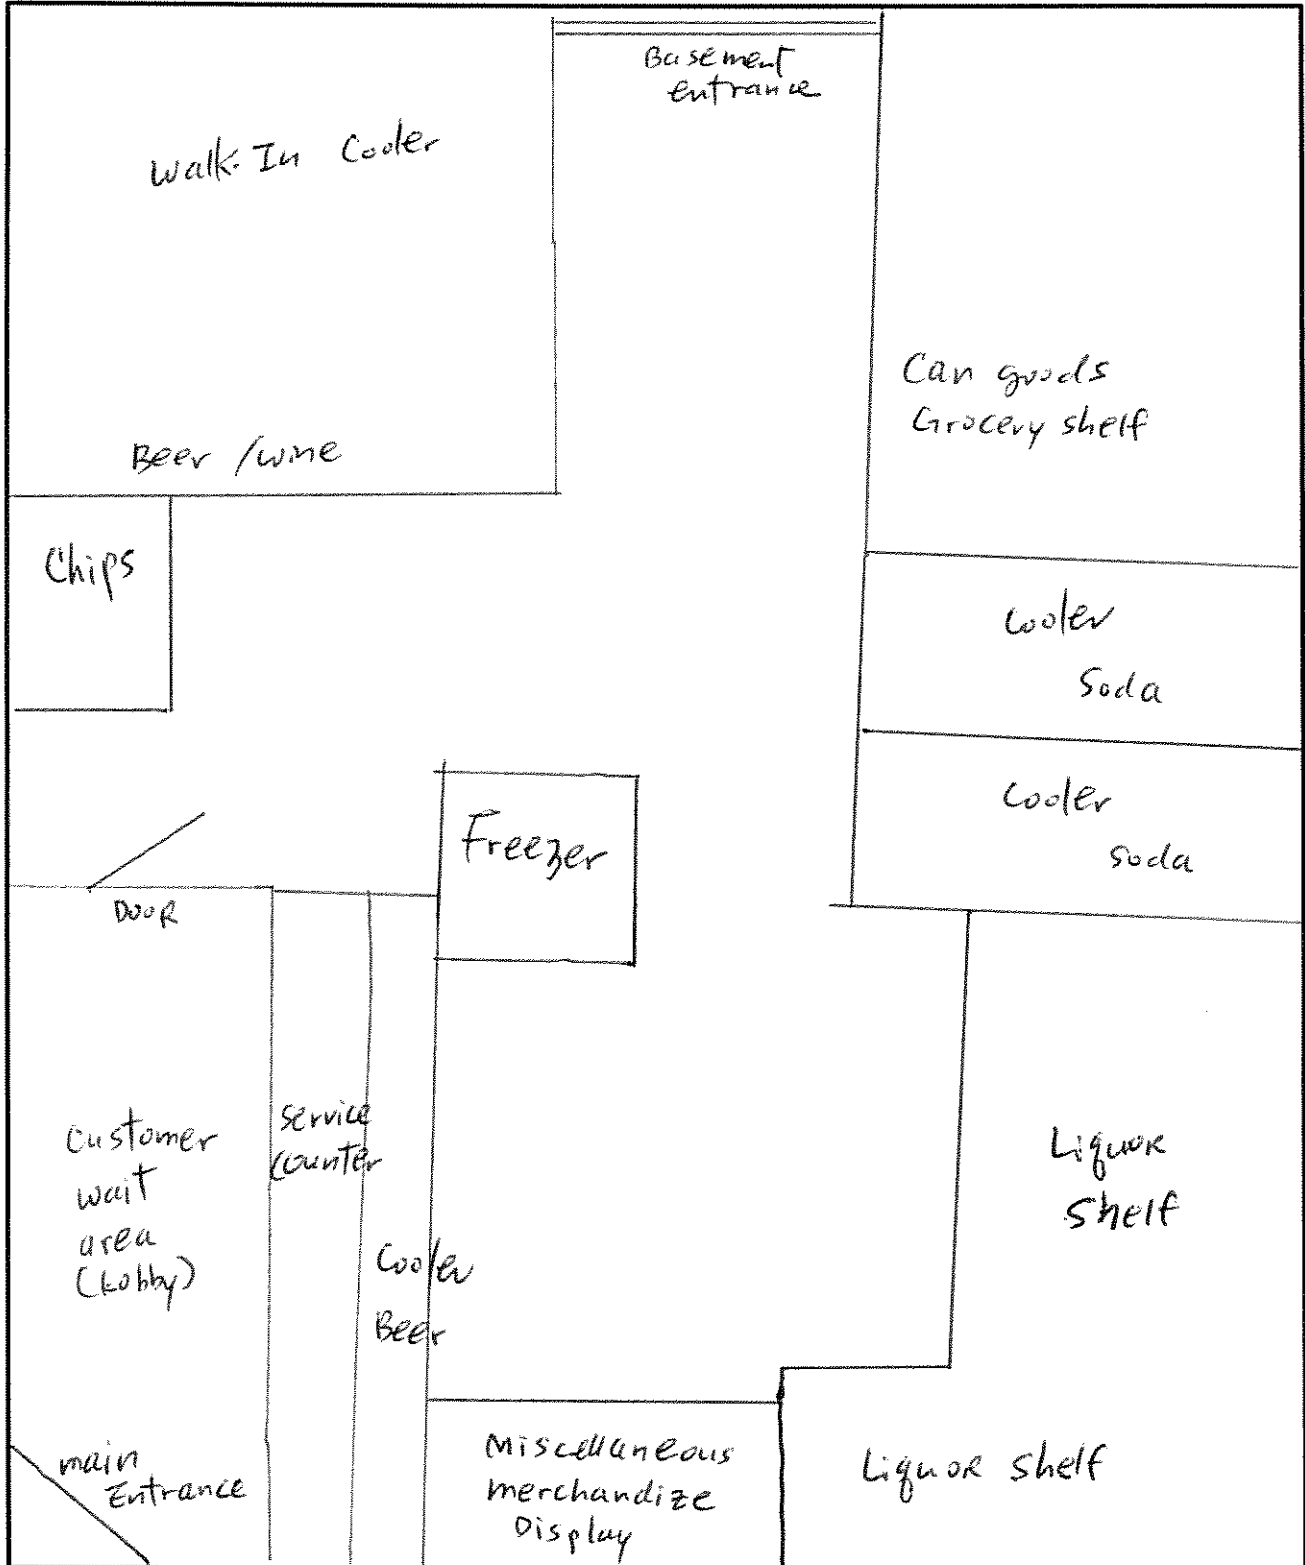 Basement
entrance
Walk-In Cooler
Can goods
Grocery shelf
Beer / wine
Chips
Cooler
Soda
Cooler
Soda
Freezer
DOOR
Customer
wait
area
(Lobby)
Service
Counter
Liquor
Shelf
Cooler
Beer
main
Entrance
Miscellaneous
merchandize
Display
Liquor Shelf